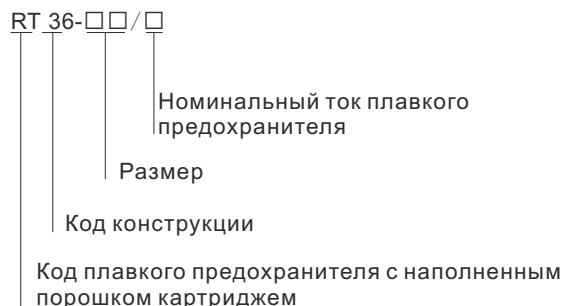 RT 36-□□/□
Номинальный ток плавкого
предохранителя
Размер
Код конструкции
Код плавкого предохранителя с наполненным
порошком картриджем